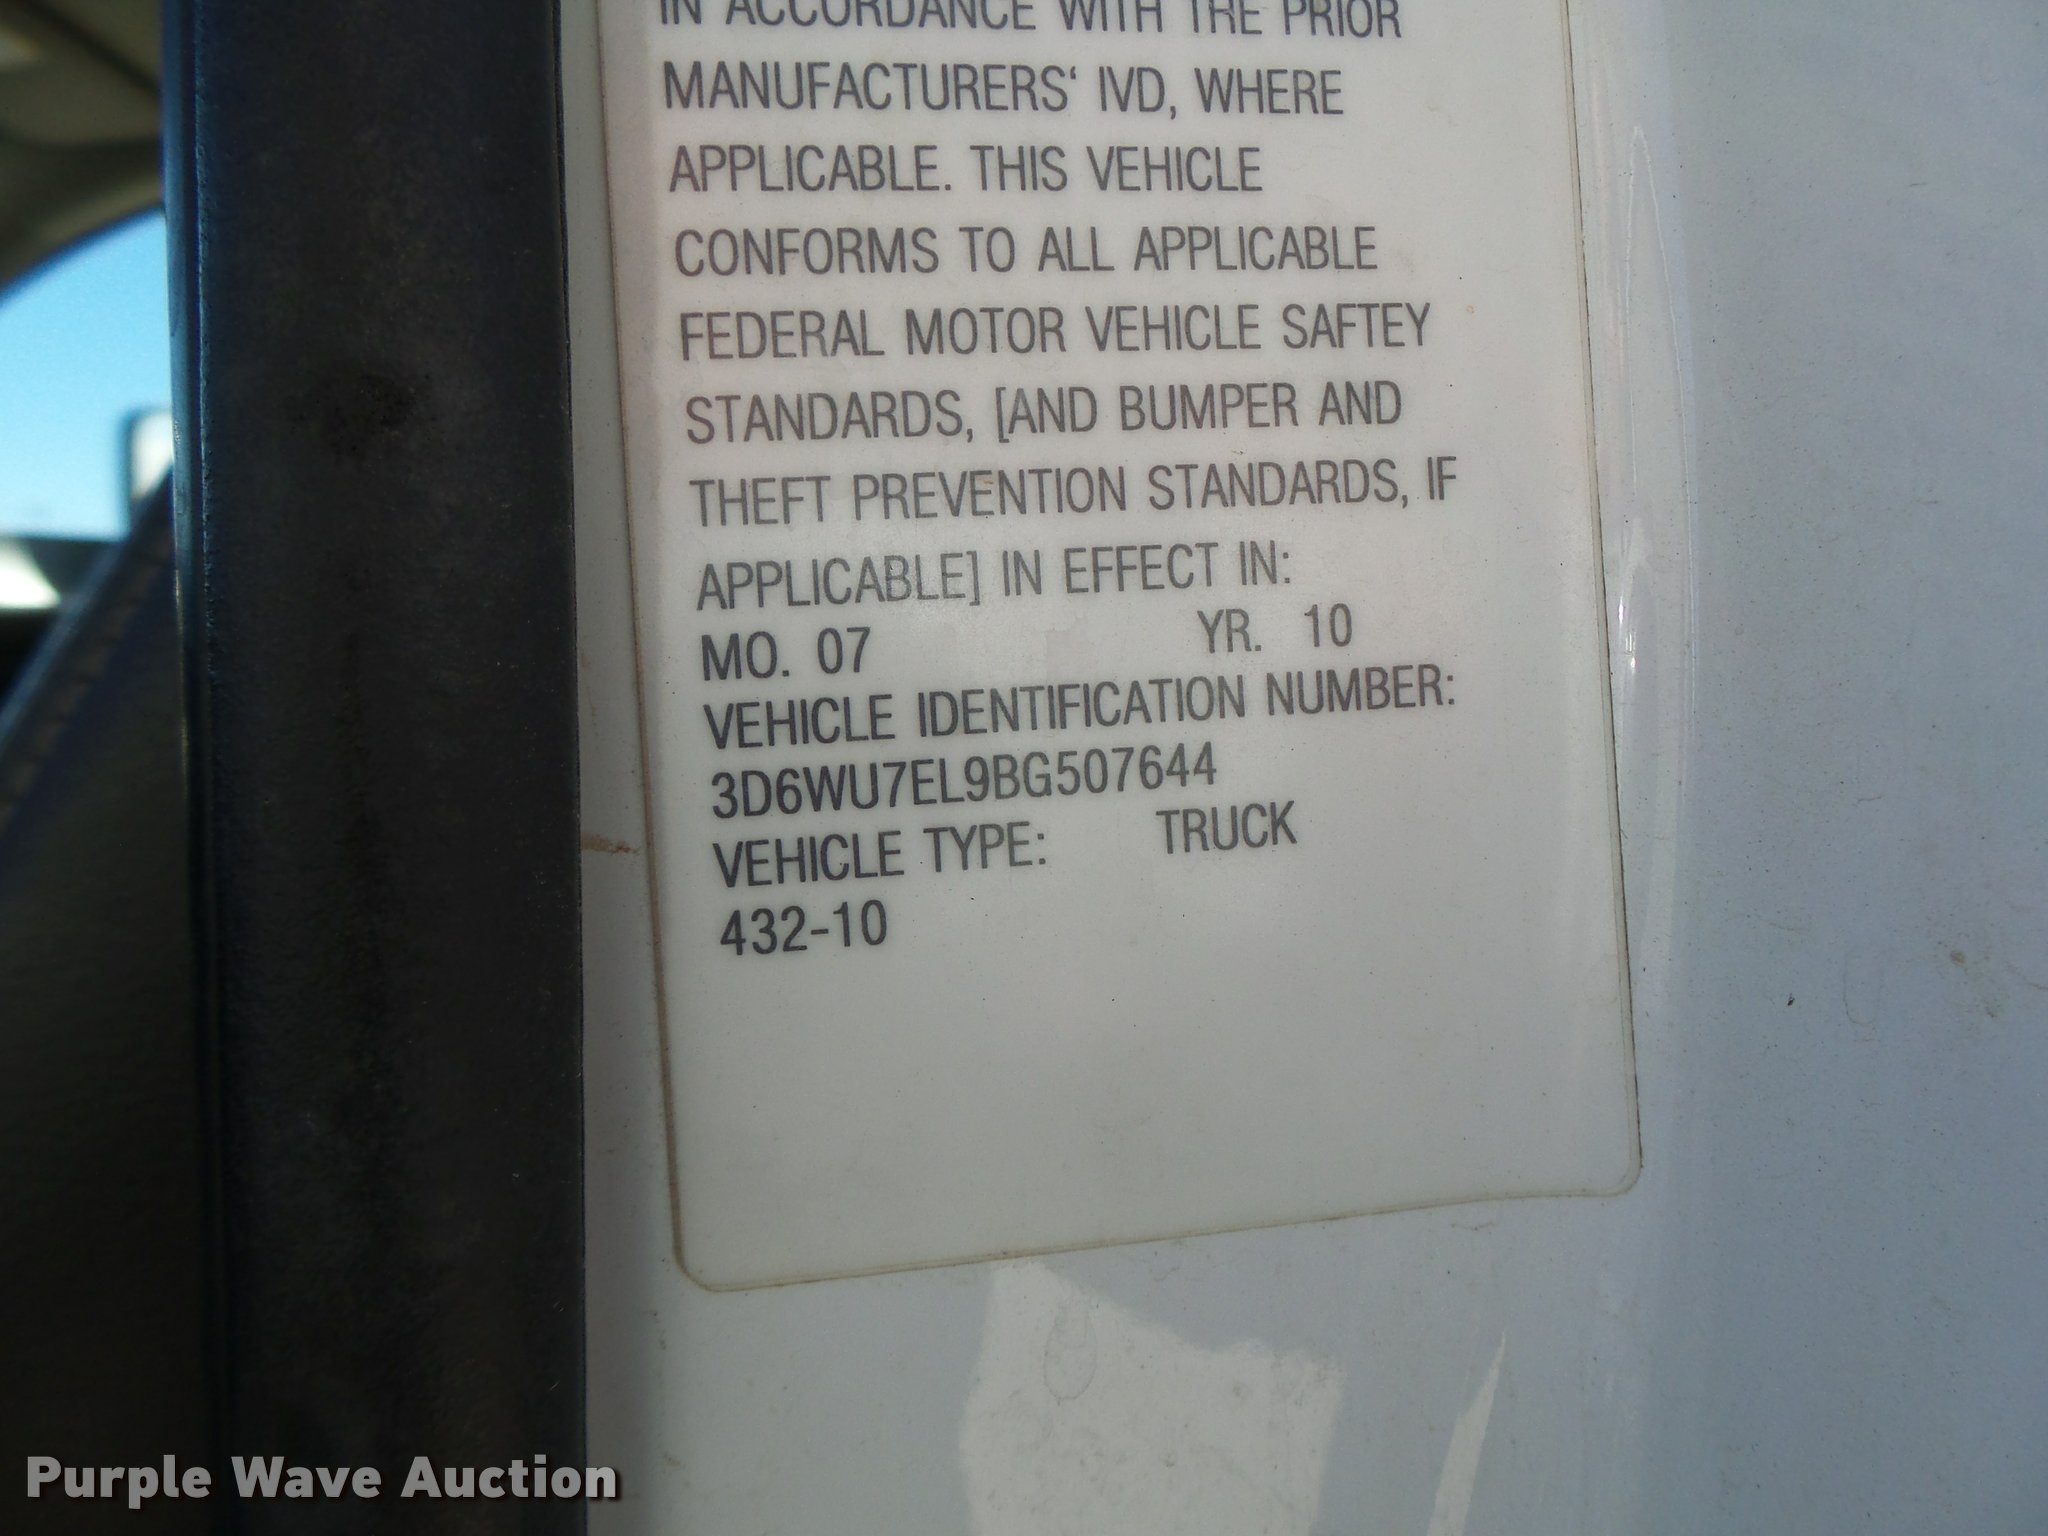 IN ACCORDANCE WITH THE PRIOR
MANUFACTURERS‘ IVD, WHERE
APPLICABLE. THIS VEHICLE
CONFORMS TO ALL APPLICABLE
FEDERAL MOTOR VEHICLE SAFTEY
STANDARDS, [AND BUMPER AND
THEFT PREVENTION STANDARDS, IF
APPLICABLE] IN EFFECT IN:
MO. 07 YR. 10
VEHICLE IDENTIFICATION NUMBER:
3D6WU7EL9BG507644
VEHICLE TYPE: TRUCK
432-10
Purple Wave Auction